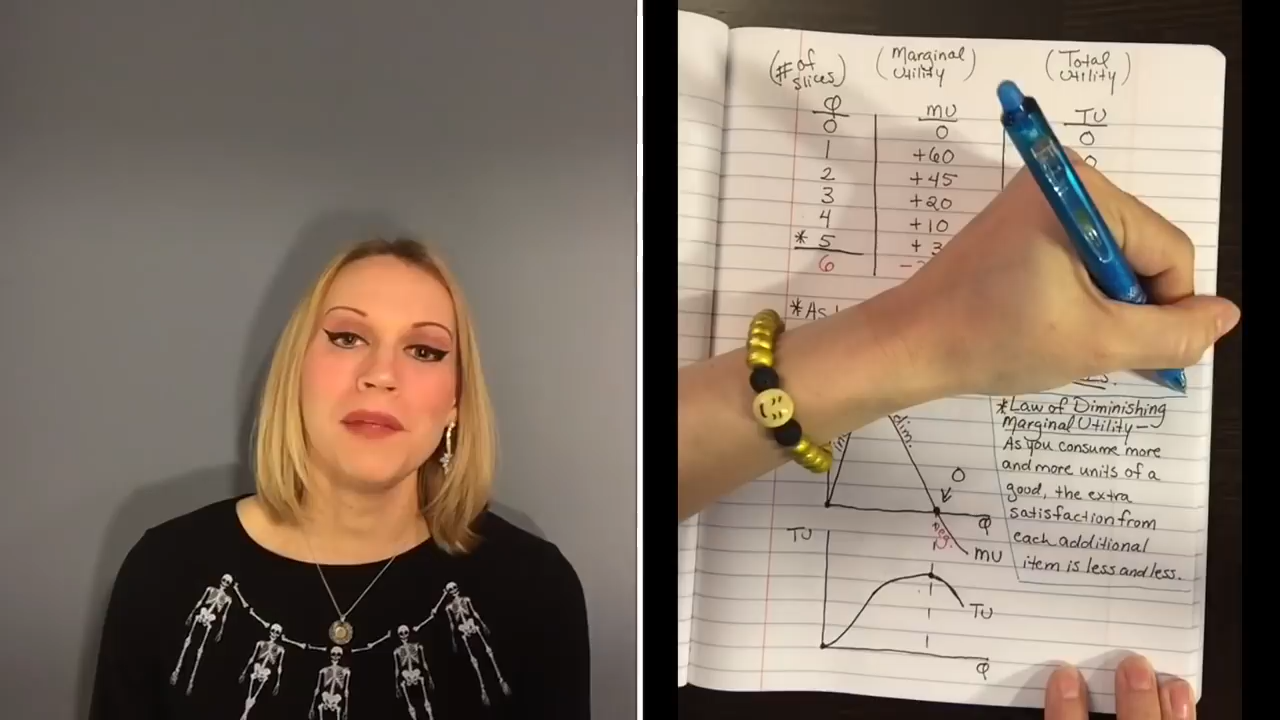 (# of slices) (Marginal Utility) (Total Utility)
Q MU TU
0 0 0
1 +60 0
2 +45
3 +20
4 +10
* 5 + 3
6 -
* As
* Law of Diminishing
Marginal Utility —
As you consume more
and more units of a
good, the extra
satisfaction from
each additional
item is less and less.
dim.
0
Q
neg.
MU
TU
TU
Q